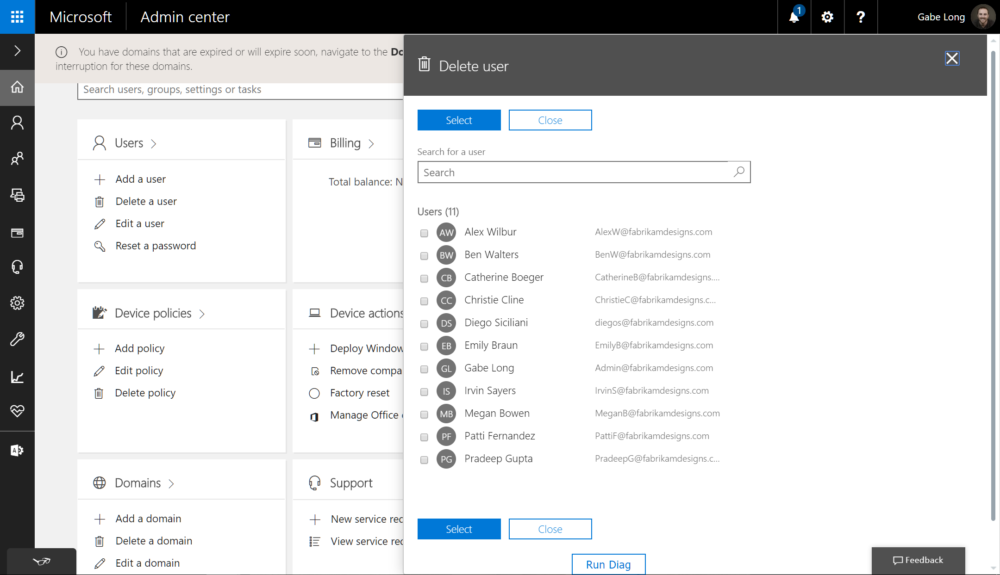 Microsoft
Admin center
1
?
Gabe Long
You have domains that are expired or will expire soon, navigate to the Do
interruption for these domains.
Search users, groups, settings or tasks
Users
Add a user
Delete a user
Edit a user
Reset a password
Billing
Total balance: N
Device policies
Add policy
Edit policy
Delete policy
Device actions
Deploy Window
Remove compa
Factory reset
Manage Office
Domains
Add a domain
Delete a domain
Edit a domain
Support
New service rec
View service rec
Delete user
Select
Close
Search for a user
Search
Users (11)
AW Alex Wilbur AlexW@fabrikamdesigns.com
BW Ben Walters BenW@fabrikamdesigns.com
CB Catherine Boeger CatherineB@fabrikamdesigns....
CC Christie Cline ChristieC@fabrikamdesigns.c...
DS Diego Siciliani diegos@fabrikamdesigns.com
EB Emily Braun EmilyB@fabrikamdesigns.com
GL Gabe Long Admin@fabrikamdesigns.com
IS Irvin Sayers IrvinS@fabrikamdesigns.com
MB Megan Bowen MeganB@fabrikamdesigns.com
PF Patti Fernandez PattiF@fabrikamdesigns.com
PG Pradeep Gupta PradeepG@fabrikamdesigns.c...
Select
Close
Run Diag
Feedback